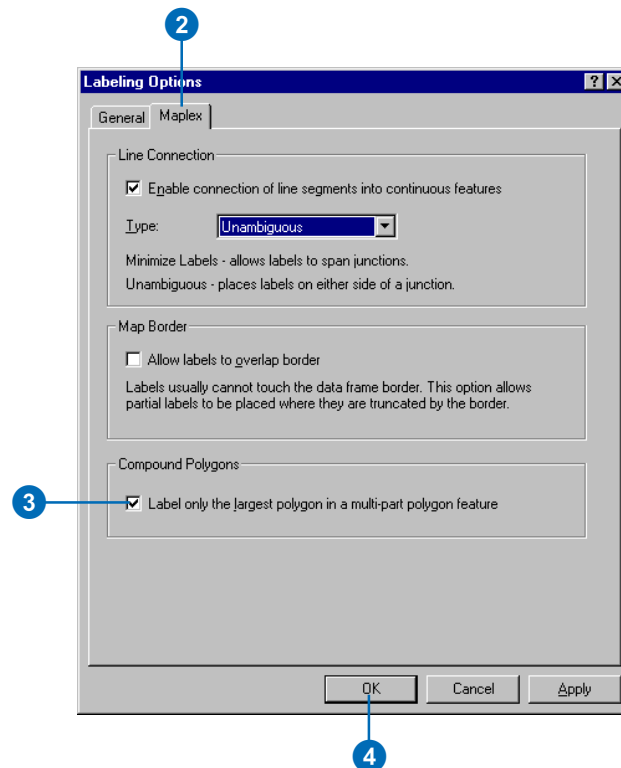 2
Labeling Options
General Maplex
Line Connection
Enable connection of line segments into continuous features
Type: Unambiguous
Minimize Labels - allows labels to span junctions.
Unambiguous - places labels on either side of a junction.
Map Border
Allow labels to overlap border
Labels usually cannot touch the data frame border. This option allows
partial labels to be placed where they are truncated by the border.
Compound Polygons
3 Label only the largest polygon in a multi-part polygon feature
OK Cancel Apply
4